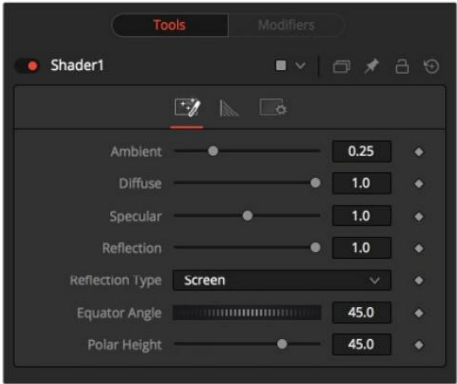 Tools Modifiers
Shader1
Ambient 0.25
Diffuse 1.0
Specular 1.0
Reflection 1.0
Reflection Type Screen
Equator Angle 45.0
Polar Height 45.0